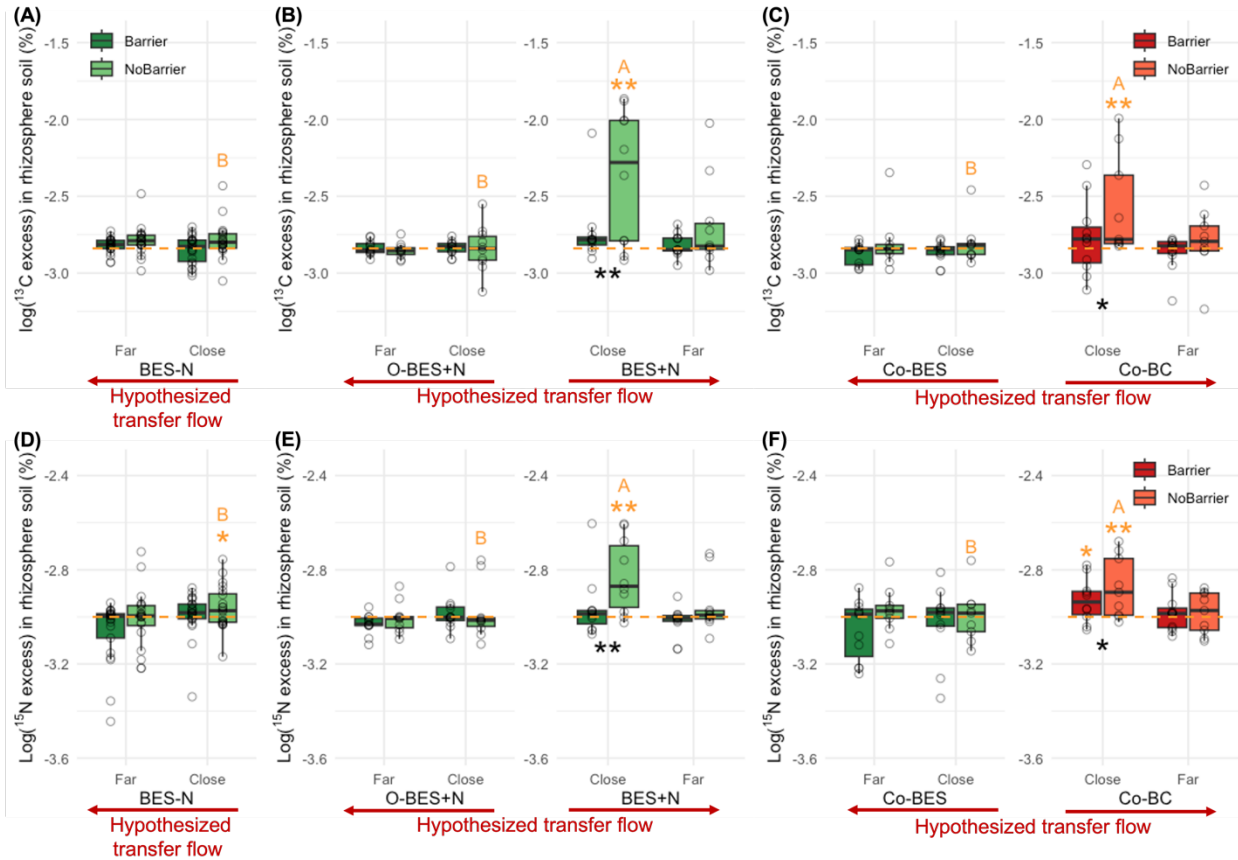 (A)
(B)
(C)
log(¹³C excess) in rhizosphere soil (%)
-1.5
-2.0
-2.5
-3.0
Barrier
NoBarrier
B
Far
Close
BES-N
Hypothesized
transfer flow
log(¹³C excess) in rhizosphere soil (%)
-1.5
-2.0
-2.5
-3.0
B
A
**
**
Far
Close
Close
Far
O-BES+N
BES+N
Hypothesized transfer flow
log(¹³C excess) in rhizosphere soil (%)
-1.5
-2.0
-2.5
-3.0
Barrier
NoBarrier
B
A
**
*
Far
Close
Close
Far
Co-BES
Co-BC
Hypothesized transfer flow
(D)
(E)
(F)
Log(¹⁵N excess) in rhizosphere soil (%)
-2.4
-2.8
-3.2
-3.6
B
*
Far
Close
BES-N
Hypothesized
transfer flow
Log(¹⁵N excess) in rhizosphere soil (%)
-2.4
-2.8
-3.2
-3.6
B
A
**
**
Far
Close
Close
Far
O-BES+N
BES+N
Hypothesized transfer flow
Log(¹⁵N excess) in rhizosphere soil (%)
-2.4
-2.8
-3.2
-3.6
Barrier
NoBarrier
B
A
* **
*
Far
Close
Close
Far
Co-BES
Co-BC
Hypothesized transfer flow